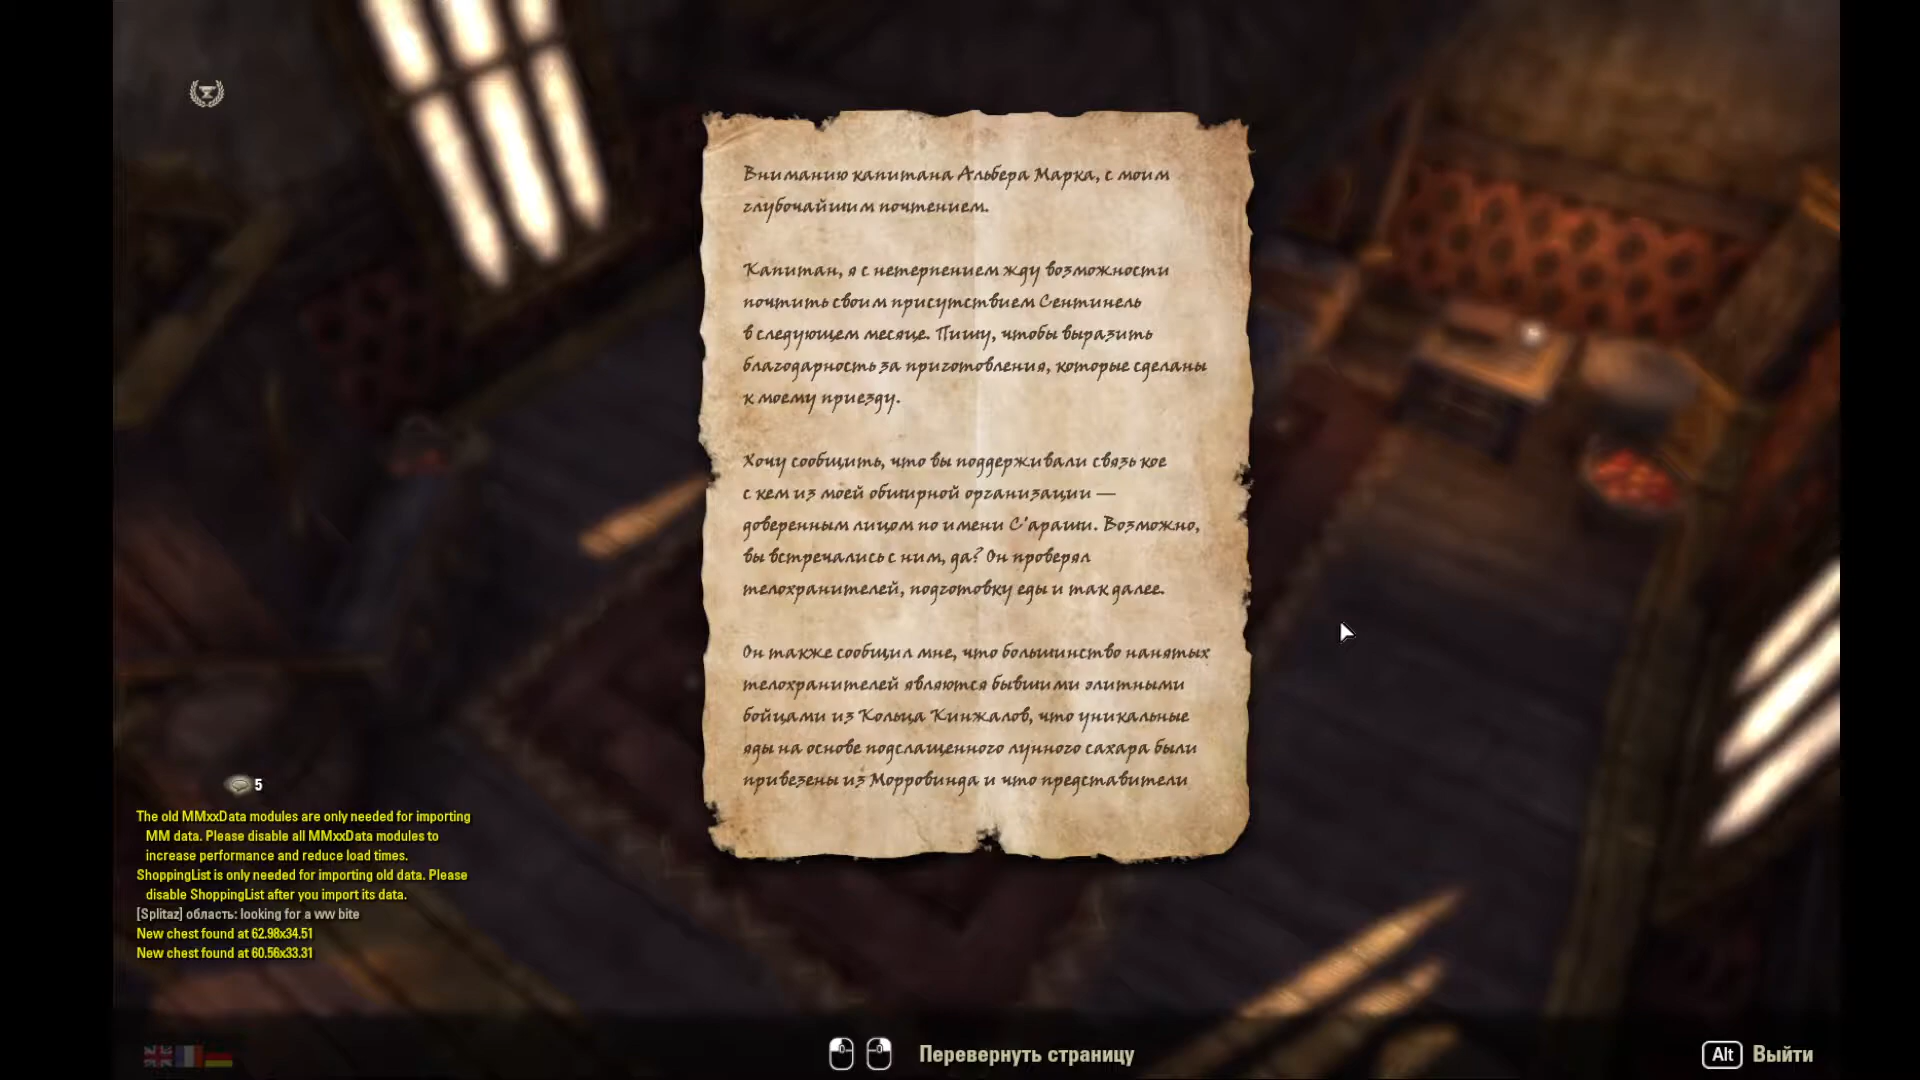 Вниманию капитана Альбера Марка, с моим
глубочайшим почтением.
Капитан, я с нетерпением жду возможности
почтить своим присутствием Сентинель
в следующем месяце. Пишу, чтобы выразить
благодарность за приготовления, которые сделаны
к моему приезду.
Хочу сообщить, что вы поддерживали связь кое
с кем из моей обширной организации —
доверенным лицом по имени С'араши. Возможно,
вы встречались с ним, да? Он проверял
телохранителей, подготовку еды и так далее.
Он также сообщил мне, что большинство нанятых
телохранителей являются бывшими элитными
бойцами из Кольца Кинжалов, что уникальные
яды на основе подслащенного лунного сахара были
привезены из Морровинда и что представители
5
The old MMxxData modules are only needed for importing
MM data. Please disable all MMxxData modules to
increase performance and reduce load times.
ShoppingList is only needed for importing old data. Please
disable ShoppingList after you import its data.
[Splitaz] область: looking for a ww bite
New chest found at 62.98x34.51
New chest found at 60.56x33.31
Перевернуть страницу
Alt Выйти